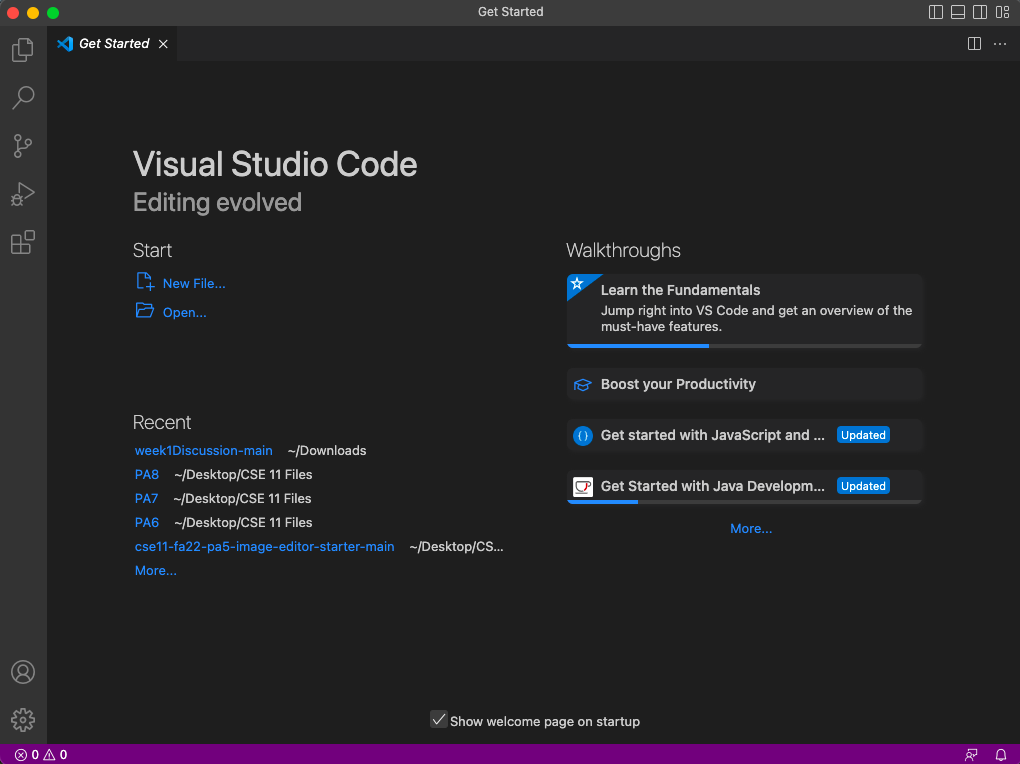 Get Started
Get Started
Visual Studio Code
Editing evolved
Start
New File...
Open...
Recent
week1Discussion-main ~/Downloads
PA8 ~/Desktop/CSE 11 Files
PA7 ~/Desktop/CSE 11 Files
PA6 ~/Desktop/CSE 11 Files
cse11-fa22-pa5-image-editor-starter-main ~/Desktop/CS...
More...
Walkthroughs
Learn the Fundamentals
Jump right into VS Code and get an overview of the
must-have features.
Boost your Productivity
Get started with JavaScript and ... Updated
Get Started with Java Developm... Updated
More...
Show welcome page on startup
0 0